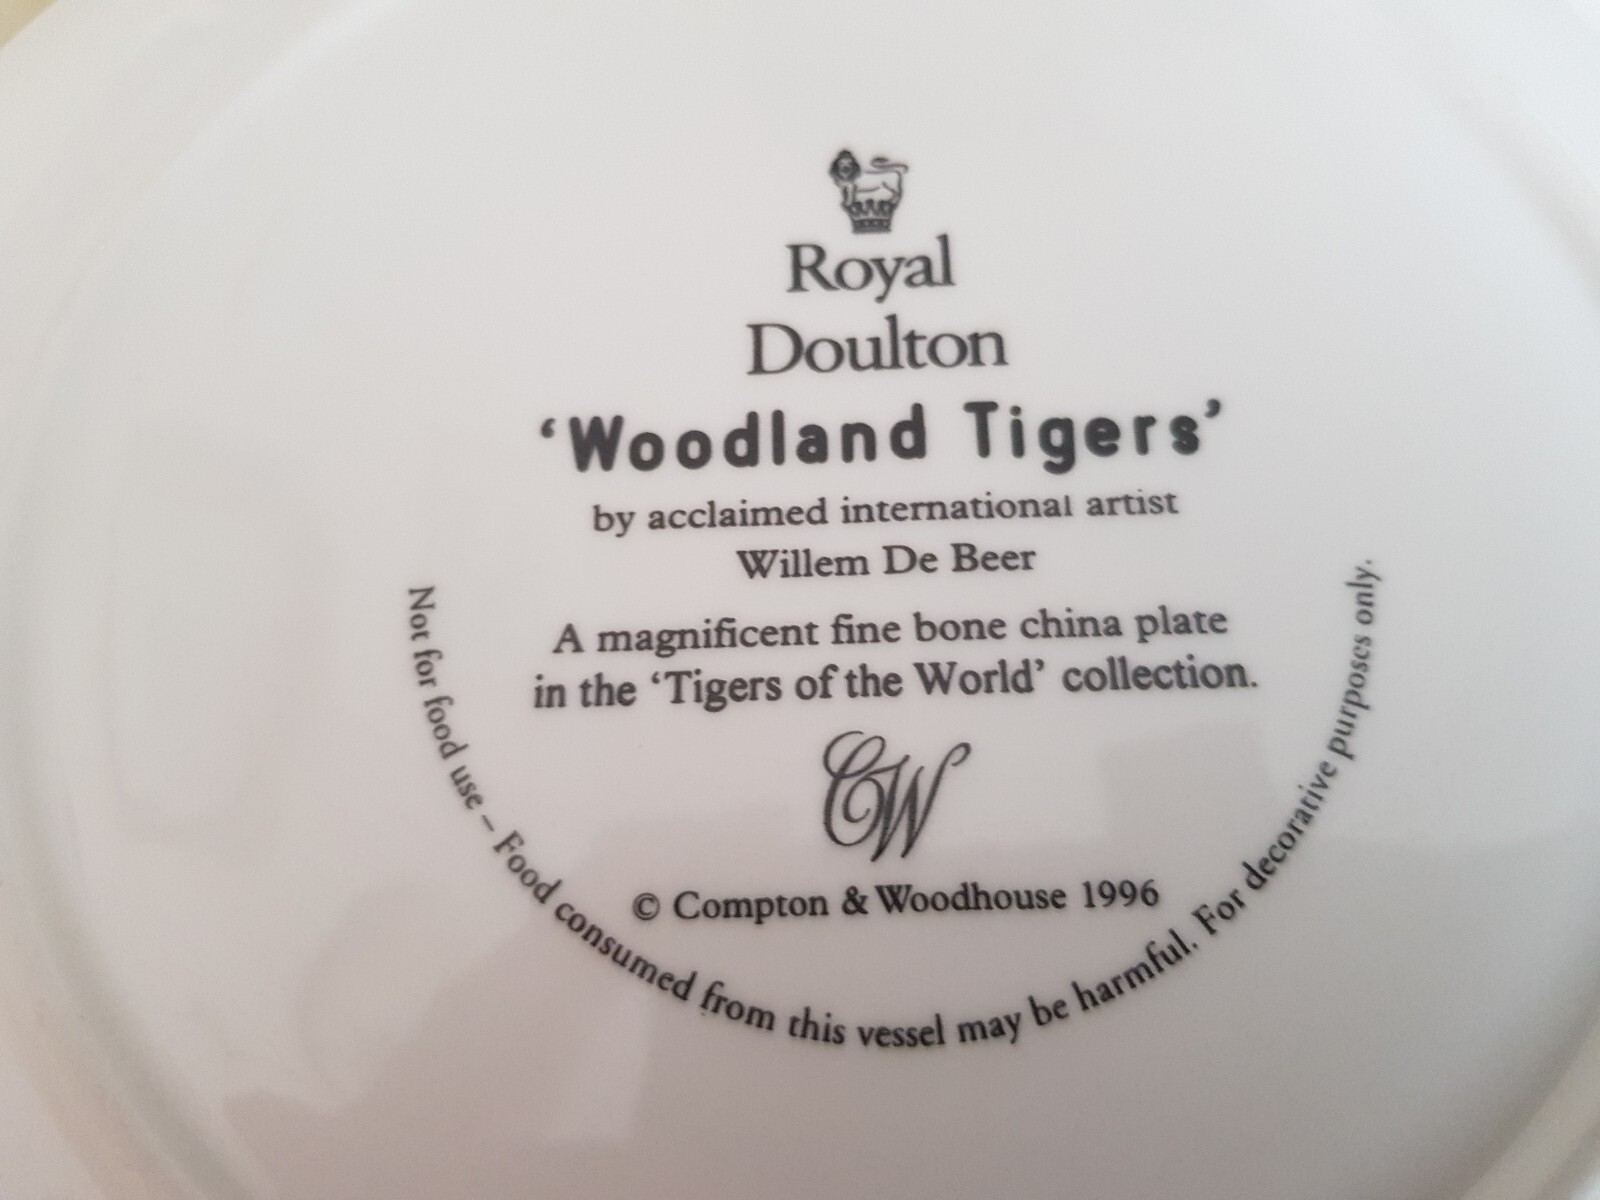 Royal
Doulton
‘Woodland Tigers’
by acclaimed international artist
Willem De Beer
A magnificent fine bone china plate
in the ‘Tigers of the World’ collection.
CW
© Compton & Woodhouse 1996
Not for food use – Food consumed from this vessel may be harmful. For decorative purposes only.